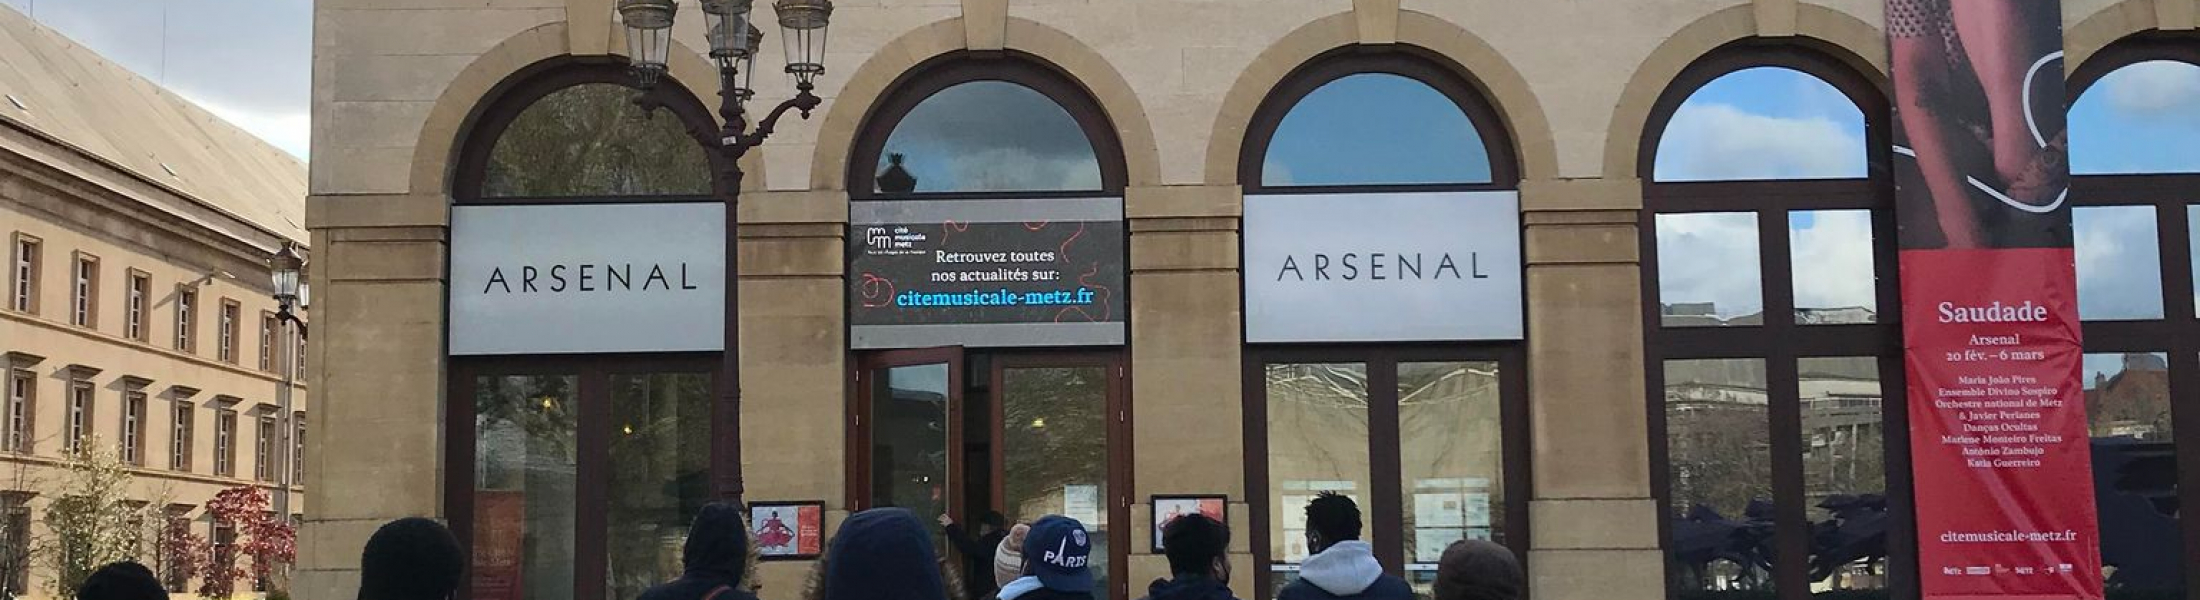 ARSENAL
cité
musicale
metz
Retrouvez toutes
nos actualités sur:
citemusicale-metz.fr
ARSENAL
Saudade
Arsenal
20 fév. – 6 mars
Maria João Pires
Ensemble Divino Sospiro
Orchestre national de Metz
& Javier Perianes
Danças Ocultas
Marlene Monteiro Freitas
António Zambujo
Katia Guerreiro
citemusicale-metz.fr
PARIS